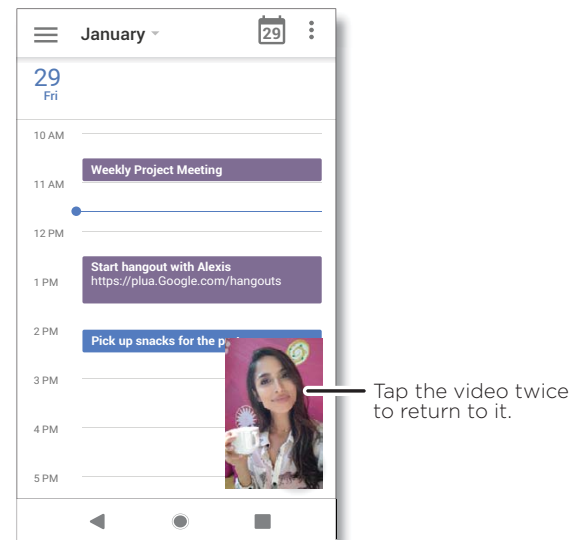 January
29
29
Fri
10 AM
Weekly Project Meeting
11 AM
12 PM
Start hangout with Alexis
https://plua.Google.com/hangouts
1 PM
2 PM
Pick up snacks for the
3 PM
Tap the video twice
to return to it.
4 PM
5 PM